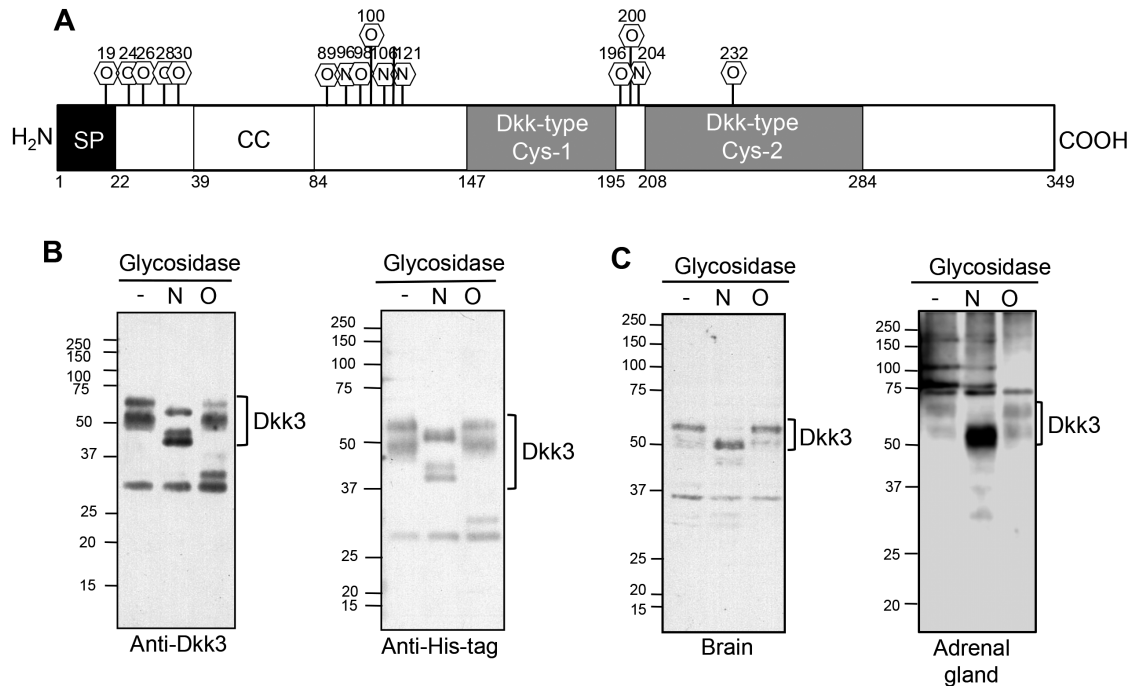 A
100
200
19 24 26 28 30
89 96 98 106 121
196 204
232
O
O
O O O O O
O N O N N
O N
O
H₂N
SP
CC
Dkk-type
Cys-1
Dkk-type
Cys-2
COOH
1 22 39 84 147 195 208 284 349
B
Glycosidase
- N O
250
150
100
75
50
37
25
20
15
Dkk3
Anti-Dkk3
Glycosidase
- N O
250
150
100
75
50
37
25
20
15
Dkk3
Anti-His-tag
C
Glycosidase
- N O
250
150
100
75
50
37
25
20
15
Dkk3
Brain
Glycosidase
- N O
250
150
100
75
50
37
25
20
Dkk3
Adrenal
gland